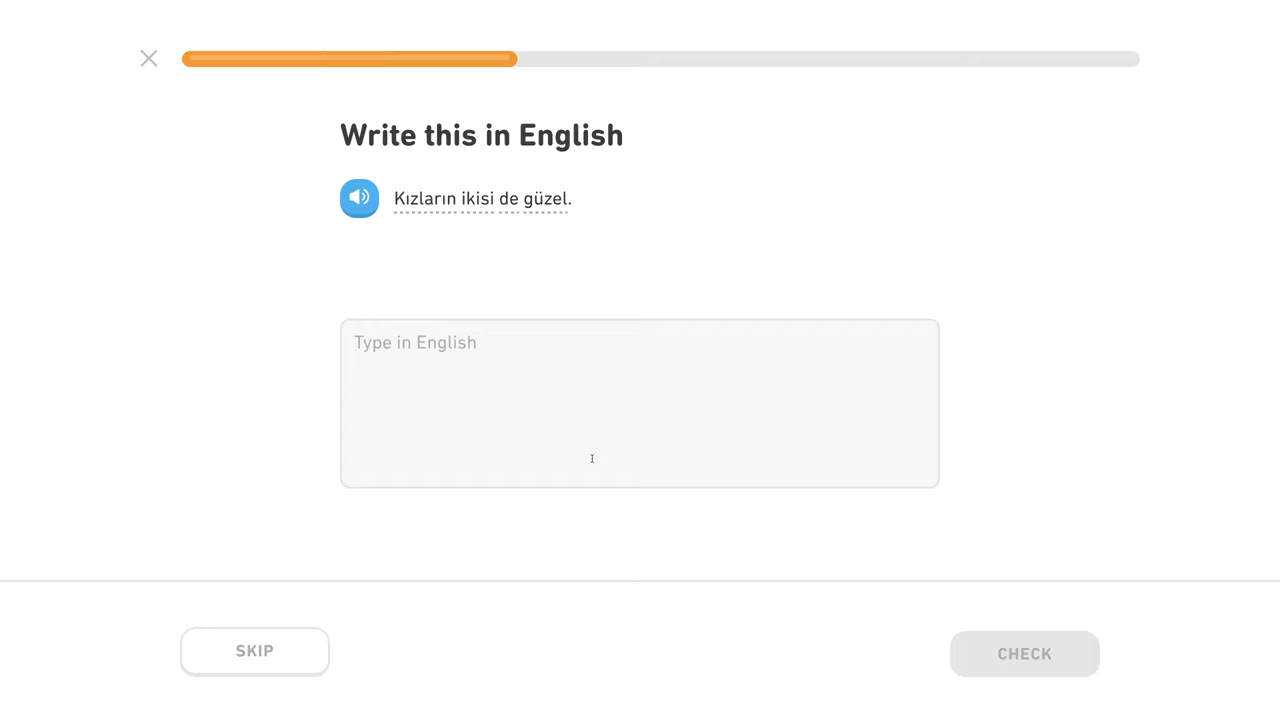 Write this in English
Kızların ikisi de güzel.
Type in English
SKIP
CHECK